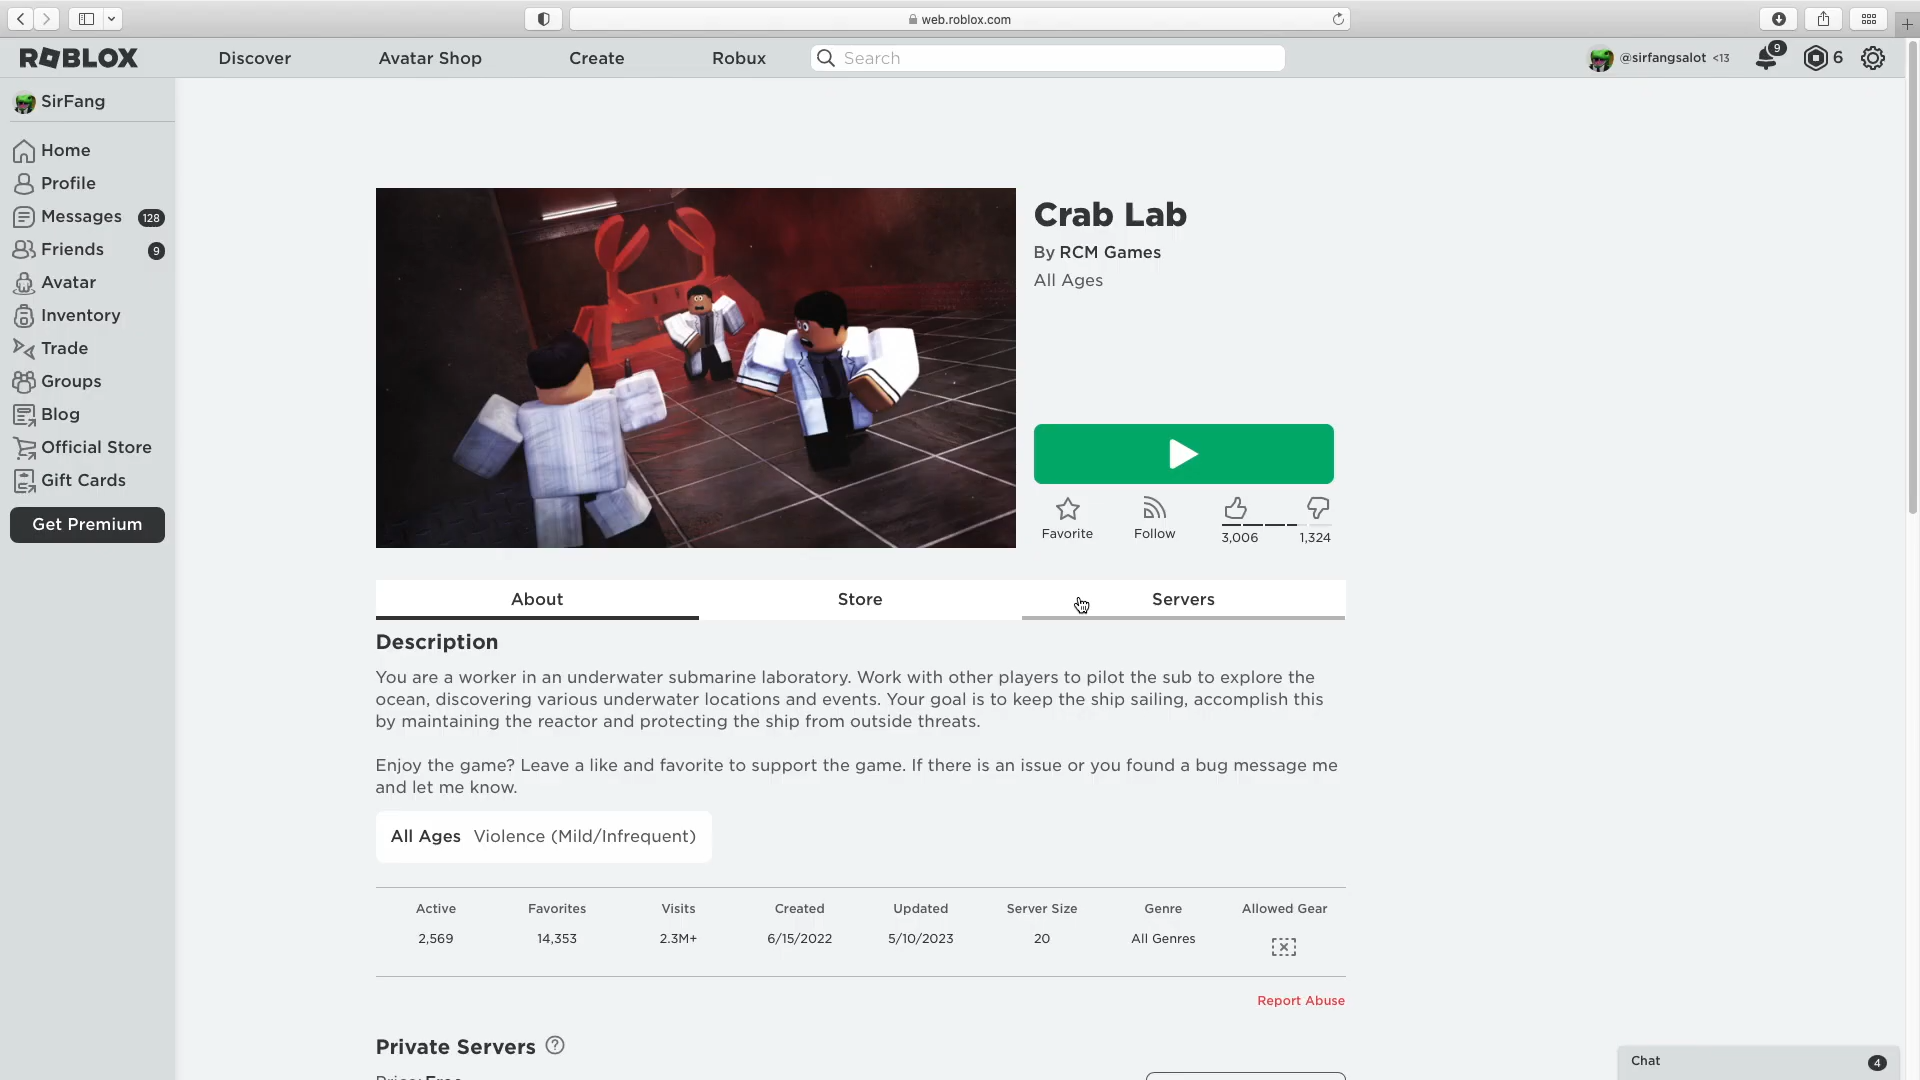 web.roblox.com
ROBLOX
Discover
Avatar Shop
Create
Robux
Search
@sirfangsalot <13
9
6
SirFang
Home
Profile
Messages 128
Friends 9
Avatar
Inventory
Trade
Groups
Blog
Official Store
Gift Cards
Get Premium
Crab Lab
By RCM Games
All Ages
Favorite
Follow
3,006
1,324
About
Store
Servers
Description
You are a worker in an underwater submarine laboratory. Work with other players to pilot the sub to explore the
ocean, discovering various underwater locations and events. Your goal is to keep the ship sailing, accomplish this
by maintaining the reactor and protecting the ship from outside threats.
Enjoy the game? Leave a like and favorite to support the game. If there is an issue or you found a bug message me
and let me know.
All Ages Violence (Mild/Infrequent)
Active Favorites Visits Created Updated Server Size Genre Allowed Gear
2,569 14,353 2.3M+ 6/15/2022 5/10/2023 20 All Genres
Report Abuse
Private Servers ?
Price: Free
Chat 4